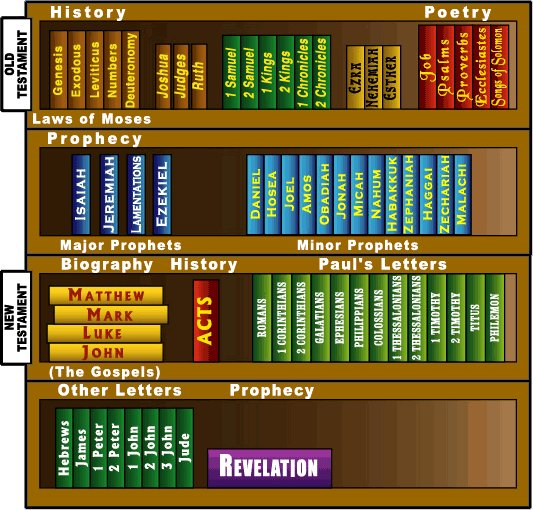 OLD TESTAMENT
History
Poetry
Genesis
Exodous
Leviticus
Numbers
Deuteronomy
Joshua
Judges
Ruth
1 Samuel
2 Samuel
1 Kings
2 Kings
1 Chronicles
2 Chronicles
EZRA
NEHEMIAH
ESTHER
Job
Psalms
Proverbs
Ecclesiastes
Songs of Solomon
Laws of Moses
Prophecy
ISAIAH
JEREMIAH
LAMENTATIONS
EZEKIEL
DANIEL
HOSEA
JOEL
AMOS
OBADIAH
JONAH
MICAH
NAHUM
HABAKKUK
ZEPHANIAH
HAGGAI
ZECHARIAH
MALACHI
Major Prophets
Minor Prophets
NEW TESTAMENT
Biography
History
Paul's Letters
MATTHEW
MARK
LUKE
JOHN
ACTS
ROMANS
1 CORINTHIANS
2 CORINTHIANS
GALATIANS
EPHESIANS
PHILIPPIANS
COLOSSIANS
1 THESSALONIANS
2 THESSALONIANS
1 TIMOTHY
2 TIMOTHY
TITUS
PHILEMON
(The Gospels)
Other Letters
Prophecy
Hebrews
James
1 Peter
2 Peter
1 John
2 John
3 John
Jude
REVELATION